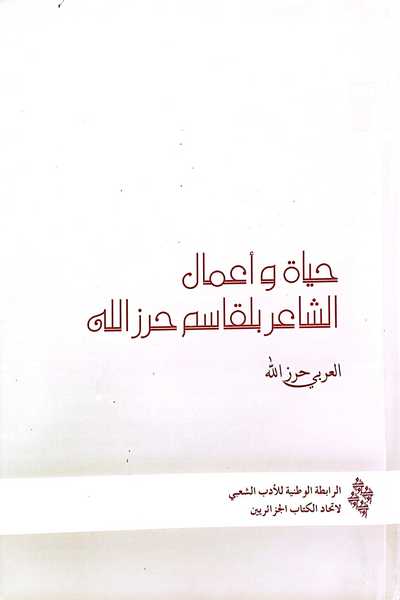 حياة و أعمال
الشاعر بلقاسم حرز الله
العربي حرز الله
الرابطة الوطنية للأدب الشعبي
لاتحاد الكتاب الجزائريين